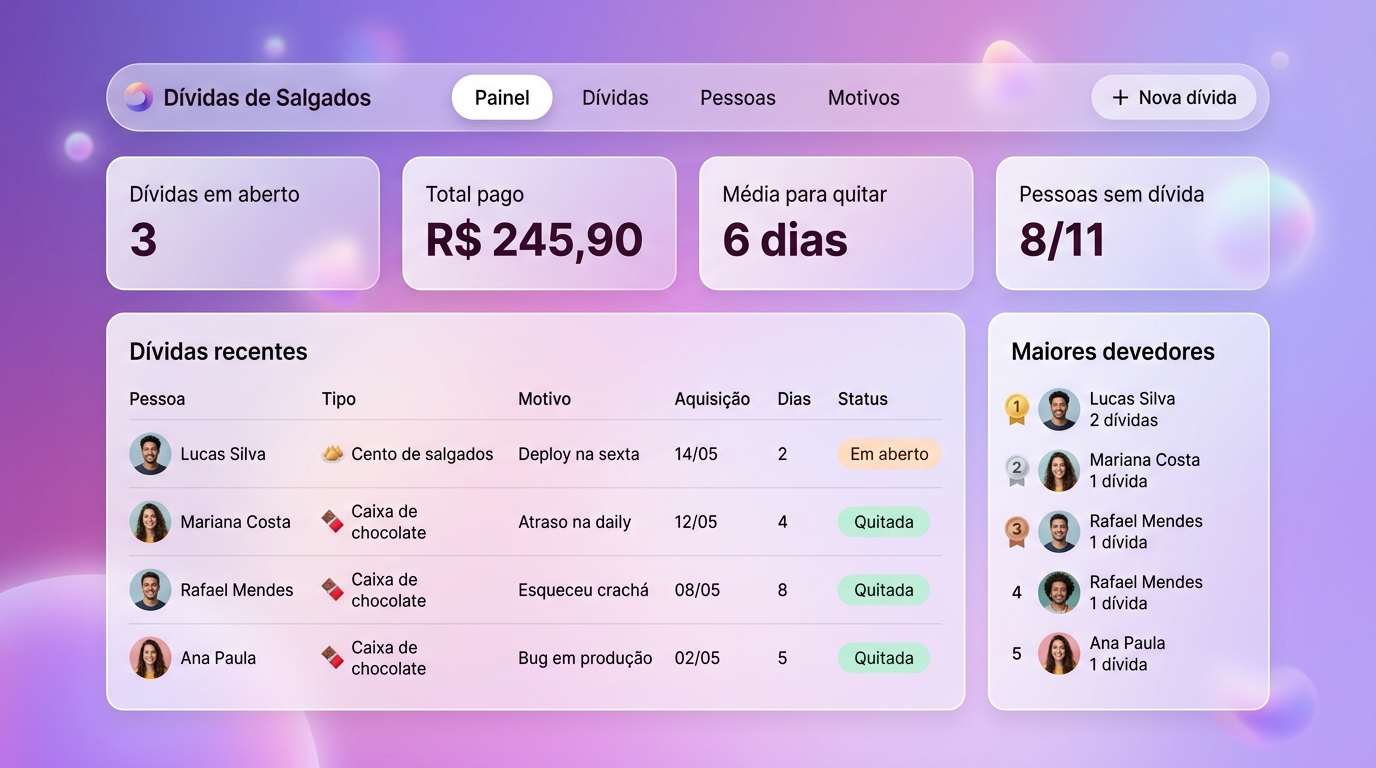 Dívidas de Salgados
Painel
Dívidas
Pessoas
Motivos
+ Nova dívida
Dívidas em aberto
3
Total pago
R$ 245,90
Média para quitar
6 dias
Pessoas sem dívida
8/11
Dívidas recentes
Pessoa Tipo Motivo Aquisição Dias Status
Lucas Silva Cento de salgados Deploy na sexta 14/05 2 Em aberto
Mariana Costa Caixa de
chocolate Atraso na daily 12/05 4 Quitada
Rafael Mendes Caixa de
chocolate Esqueceu crachá 08/05 8 Quitada
Ana Paula Caixa de
chocolate Bug em produção 02/05 5 Quitada
Maiores devedores
1 Lucas Silva
2 dívidas
2 Mariana Costa
1 dívida
3 Rafael Mendes
1 dívida
4 Rafael Mendes
1 dívida
5 Ana Paula
1 dívida